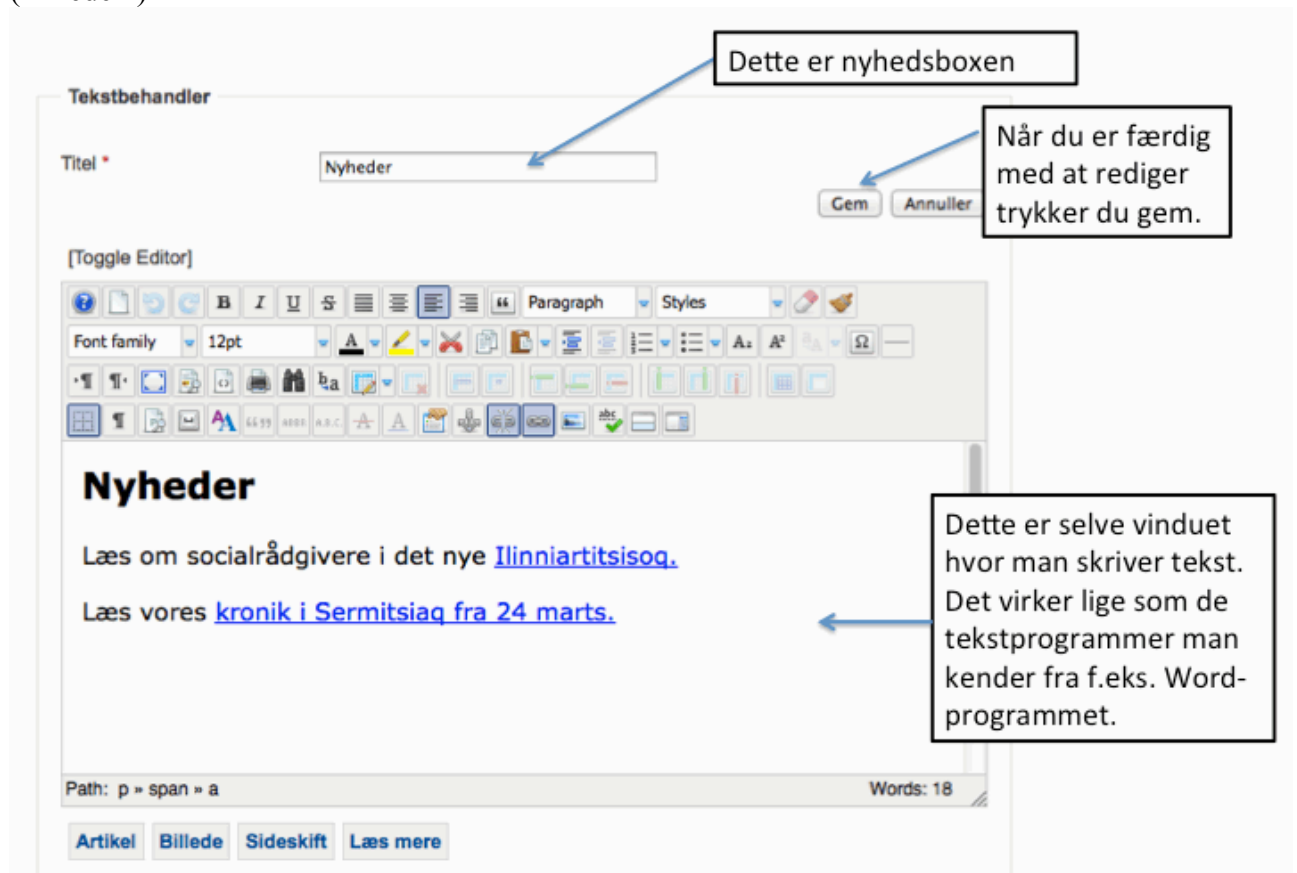 Dette er nyhedsboxen
Tekstbehandler
Når du er færdig
med at rediger
trykker du gem.
Titel *
Nyheder
Gem Annuller
[Toggle Editor]
Paragraph Styles
Font family 12pt
Nyheder
Læs om socialrådgivere i det nye Ilinniartitsisoq.
Læs vores kronik i Sermitsiaq fra 24 marts.
Dette er selve vinduet
hvor man skriver tekst.
Det virker lige som de
tekstprogrammer man
kender fra f.eks. Word-
programmet.
Path: p » span » a Words: 18
Artikel Billede Sideskift Læs mere